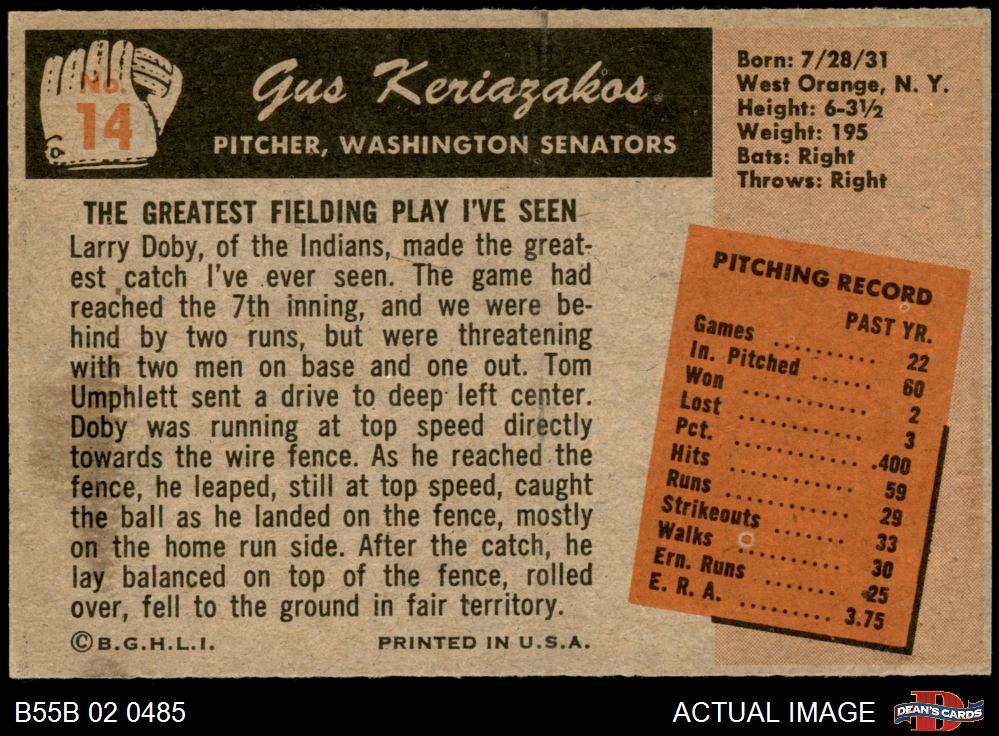 No.
14
Gus Keriazakos
PITCHER, WASHINGTON SENATORS
Born: 7/28/31
West Orange, N. Y.
Height: 6-3½
Weight: 195
Bats: Right
Throws: Right
THE GREATEST FIELDING PLAY I'VE SEEN
Larry Doby, of the Indians, made the great-
est catch I've ever seen. The game had
reached the 7th inning, and we were be-
hind by two runs, but were threatening
with two men on base and one out. Tom
Umphlett sent a drive to deep left center.
Doby was running at top speed directly
towards the wire fence. As he reached the
fence, he leaped, still at top speed, caught
the ball as he landed on the fence, mostly
on the home run side. After the catch, he
lay balanced on top of the fence, rolled
over, fell to the ground in fair territory.
©B.G.H.L.I. PRINTED IN U.S.A.
PITCHING RECORD
PAST YR.
Games .......... 22
In. Pitched ...... 60
Won ............ 2
Lost ............ 3
Pct. ............ .400
Hits ............ 59
Runs ............ 29
Strikeouts ....... 33
Walks .......... 30
Ern. Runs ...... 25
E. R. A. ......... 3.75
B55B 02 0485
ACTUAL IMAGE
DEAN'S CARDS